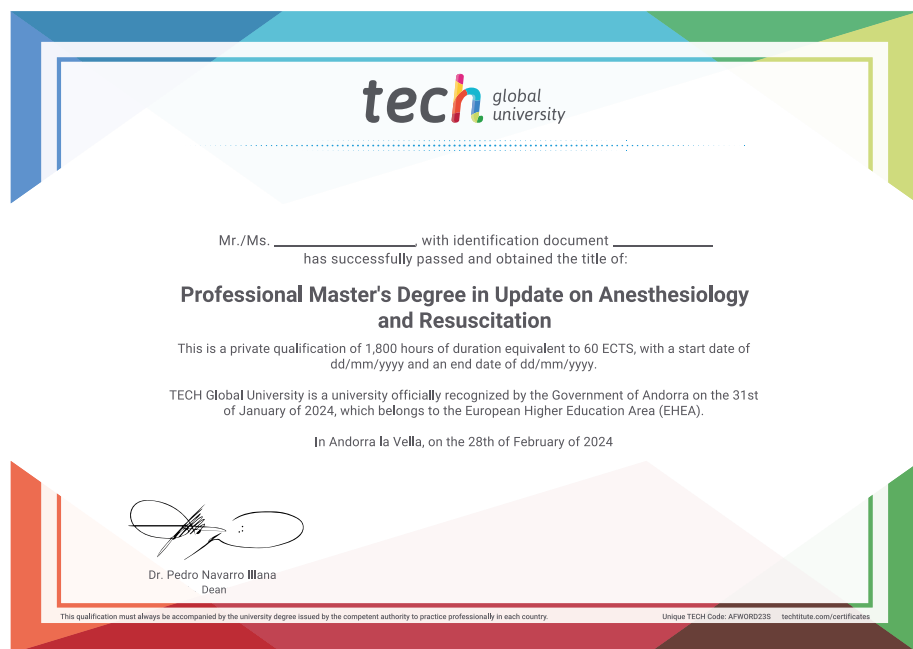 tech global
university
Mr./Ms. ____________________, with identification document ______________
has successfully passed and obtained the title of:
Professional Master's Degree in Update on Anesthesiology
and Resuscitation
This is a private qualification of 1,800 hours of duration equivalent to 60 ECTS, with a start date of
dd/mm/yyyy and an end date of dd/mm/yyyy.
TECH Global University is a university officially recognized by the Government of Andorra on the 31st
of January of 2024, which belongs to the European Higher Education Area (EHEA).
In Andorra la Vella, on the 28th of February of 2024
Dr. Pedro Navarro Illana
Dean
This qualification must always be accompanied by the university degree issued by the competent authority to practice professionally in each country.
Unique TECH Code: AFWORD23S techtitute.com/certificates